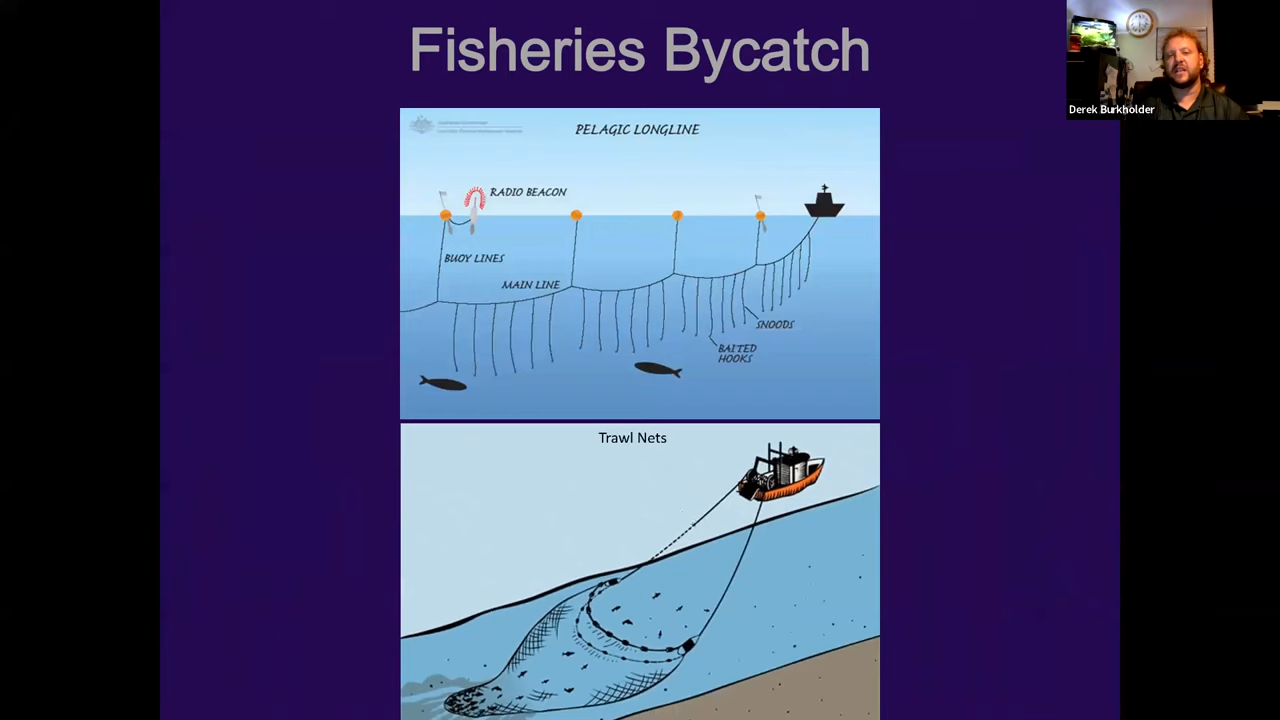 Fisheries Bycatch
Derek Burkholder
PELAGIC LONGLINE
RADIO BEACON
BUOY LINES
MAIN LINE
SNOODS
BAITED
HOOKS
Trawl Nets